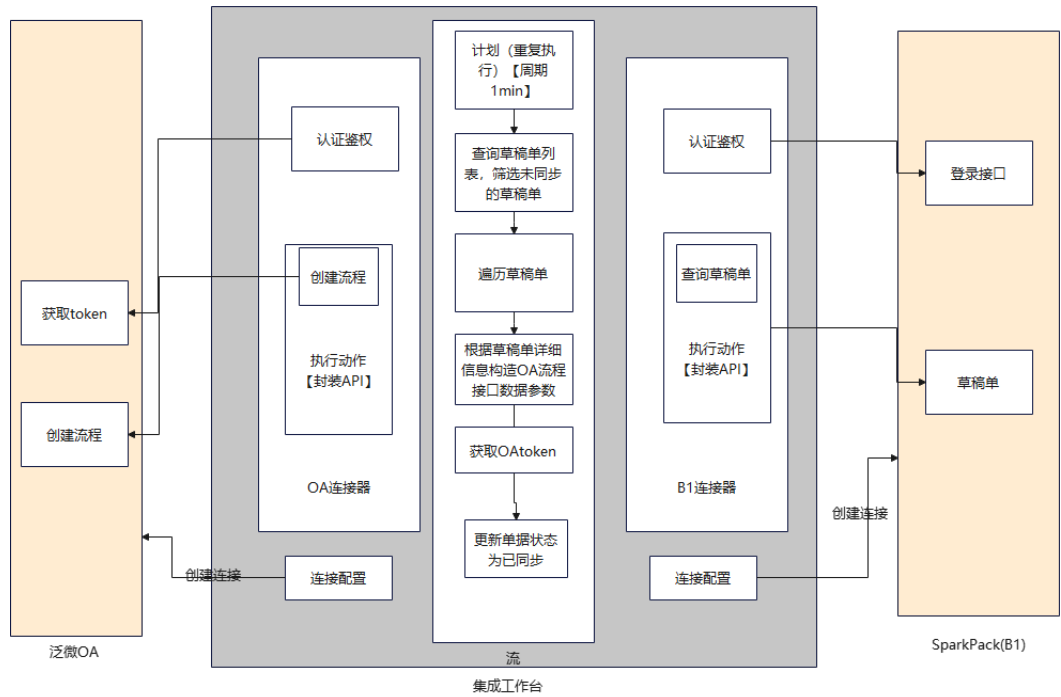 获取token
创建流程
泛微OA
认证鉴权
创建流程
执行动作
【封装API】
OA连接器
连接配置
创建连接
计划（重复执
行）【周期
1min】
查询草稿单列
表，筛选未同步
的草稿单
遍历草稿单
根据草稿单详细
信息构造OA流程
接口数据参数
获取OAtoken
更新单据状态
为已同步
流
集成工作台
认证鉴权
查询草稿单
执行动作
【封装API】
B1连接器
连接配置
创建连接
登录接口
草稿单
SparkPack(B1)